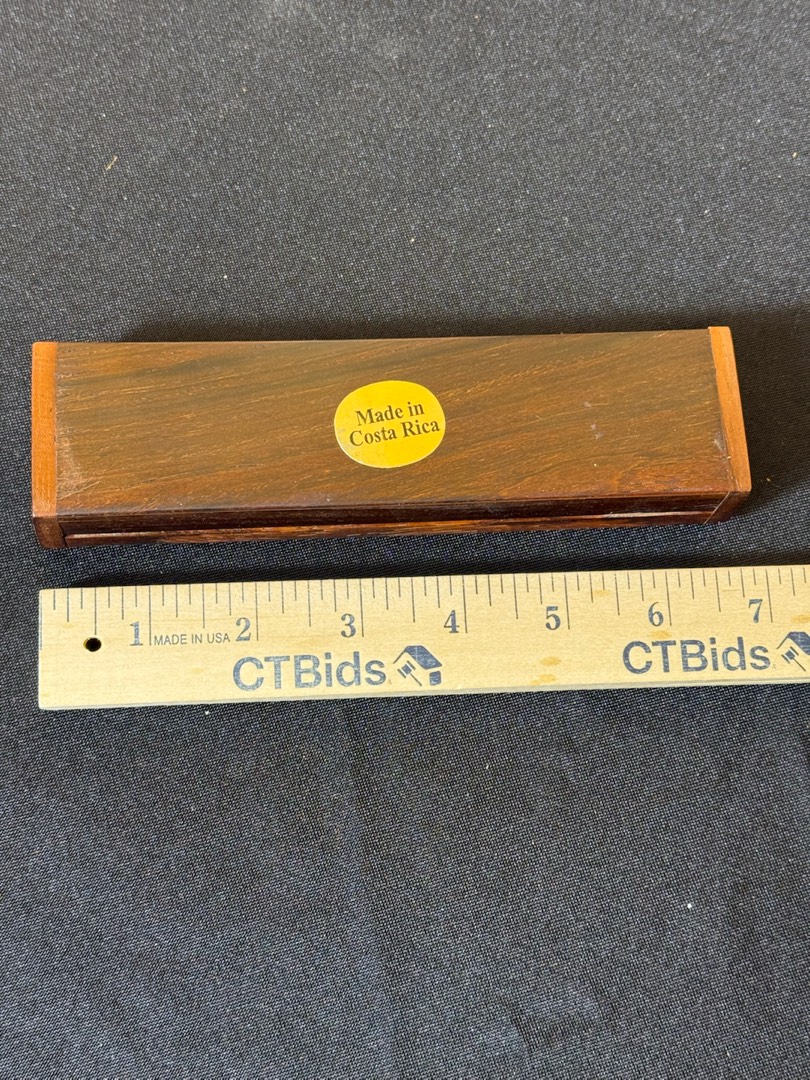 Made in
Costa Rica
1 MADE IN USA 2 3 4 5 6 7
CTBids CTBids